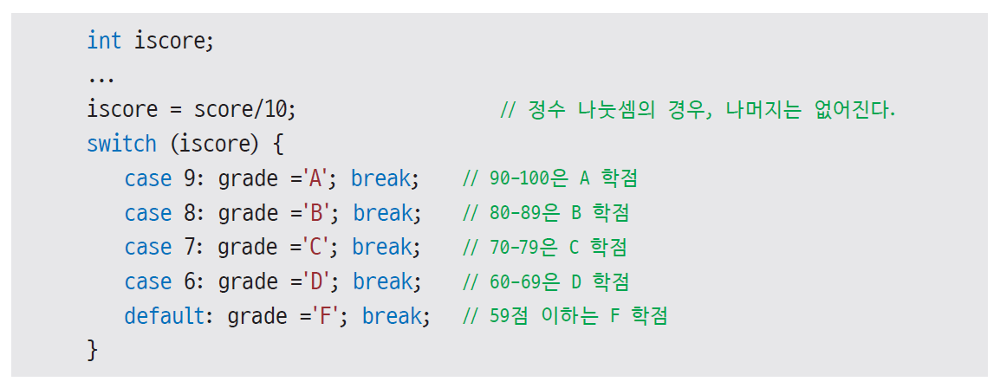 int iscore;
...
iscore = score/10; // 정수 나눗셈의 경우, 나머지는 없어진다.
switch (iscore) {
case 9: grade ='A'; break; // 90-100은 A 학점
case 8: grade ='B'; break; // 80-89은 B 학점
case 7: grade ='C'; break; // 70-79은 C 학점
case 6: grade ='D'; break; // 60-69은 D 학점
default: grade ='F'; break; // 59점 이하는 F 학점
}